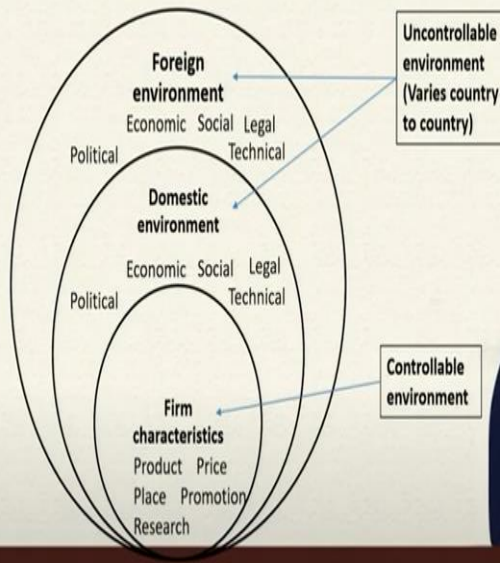 Foreign
environment
Economic Social Legal
Political Technical
Domestic
environment
Economic Social Legal
Political Technical
Firm
characteristics
Product Price
Place Promotion
Research
Uncontrollable
environment
(Varies country
to country)
Controllable
environment